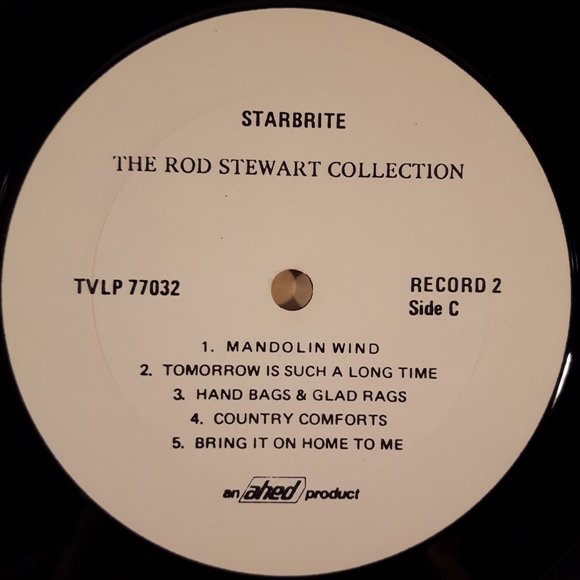 STARBRITE
THE ROD STEWART COLLECTION
TVLP 77032
RECORD 2
Side C
1. MANDOLIN WIND
2. TOMORROW IS SUCH A LONG TIME
3. HAND BAGS & GLAD RAGS
4. COUNTRY COMFORTS
5. BRING IT ON HOME TO ME
an ahed product